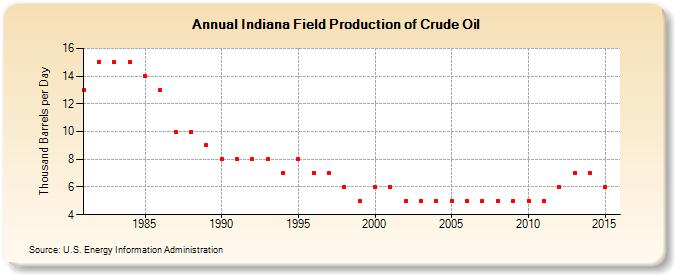 Annual Indiana Field Production of Crude Oil
Thousand Barrels per Day
16
14
12
10
8
6
4
1985 1990 1995 2000 2005 2010 2015
Source: U.S. Energy Information Administration